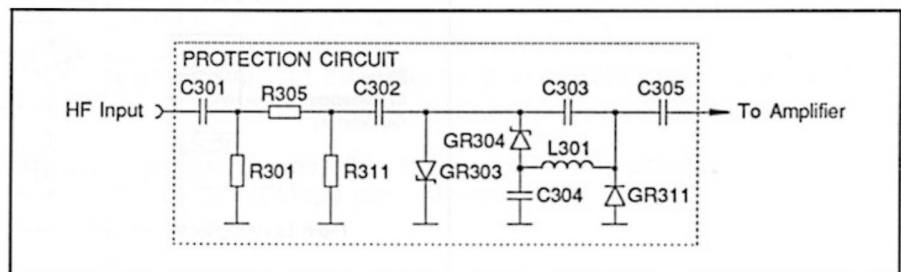 PROTECTION CIRCUIT
C301 R305 C302 C303 C305
HF Input To Amplifier
GR304 L301
R301 R311 GR303 C304 GR311